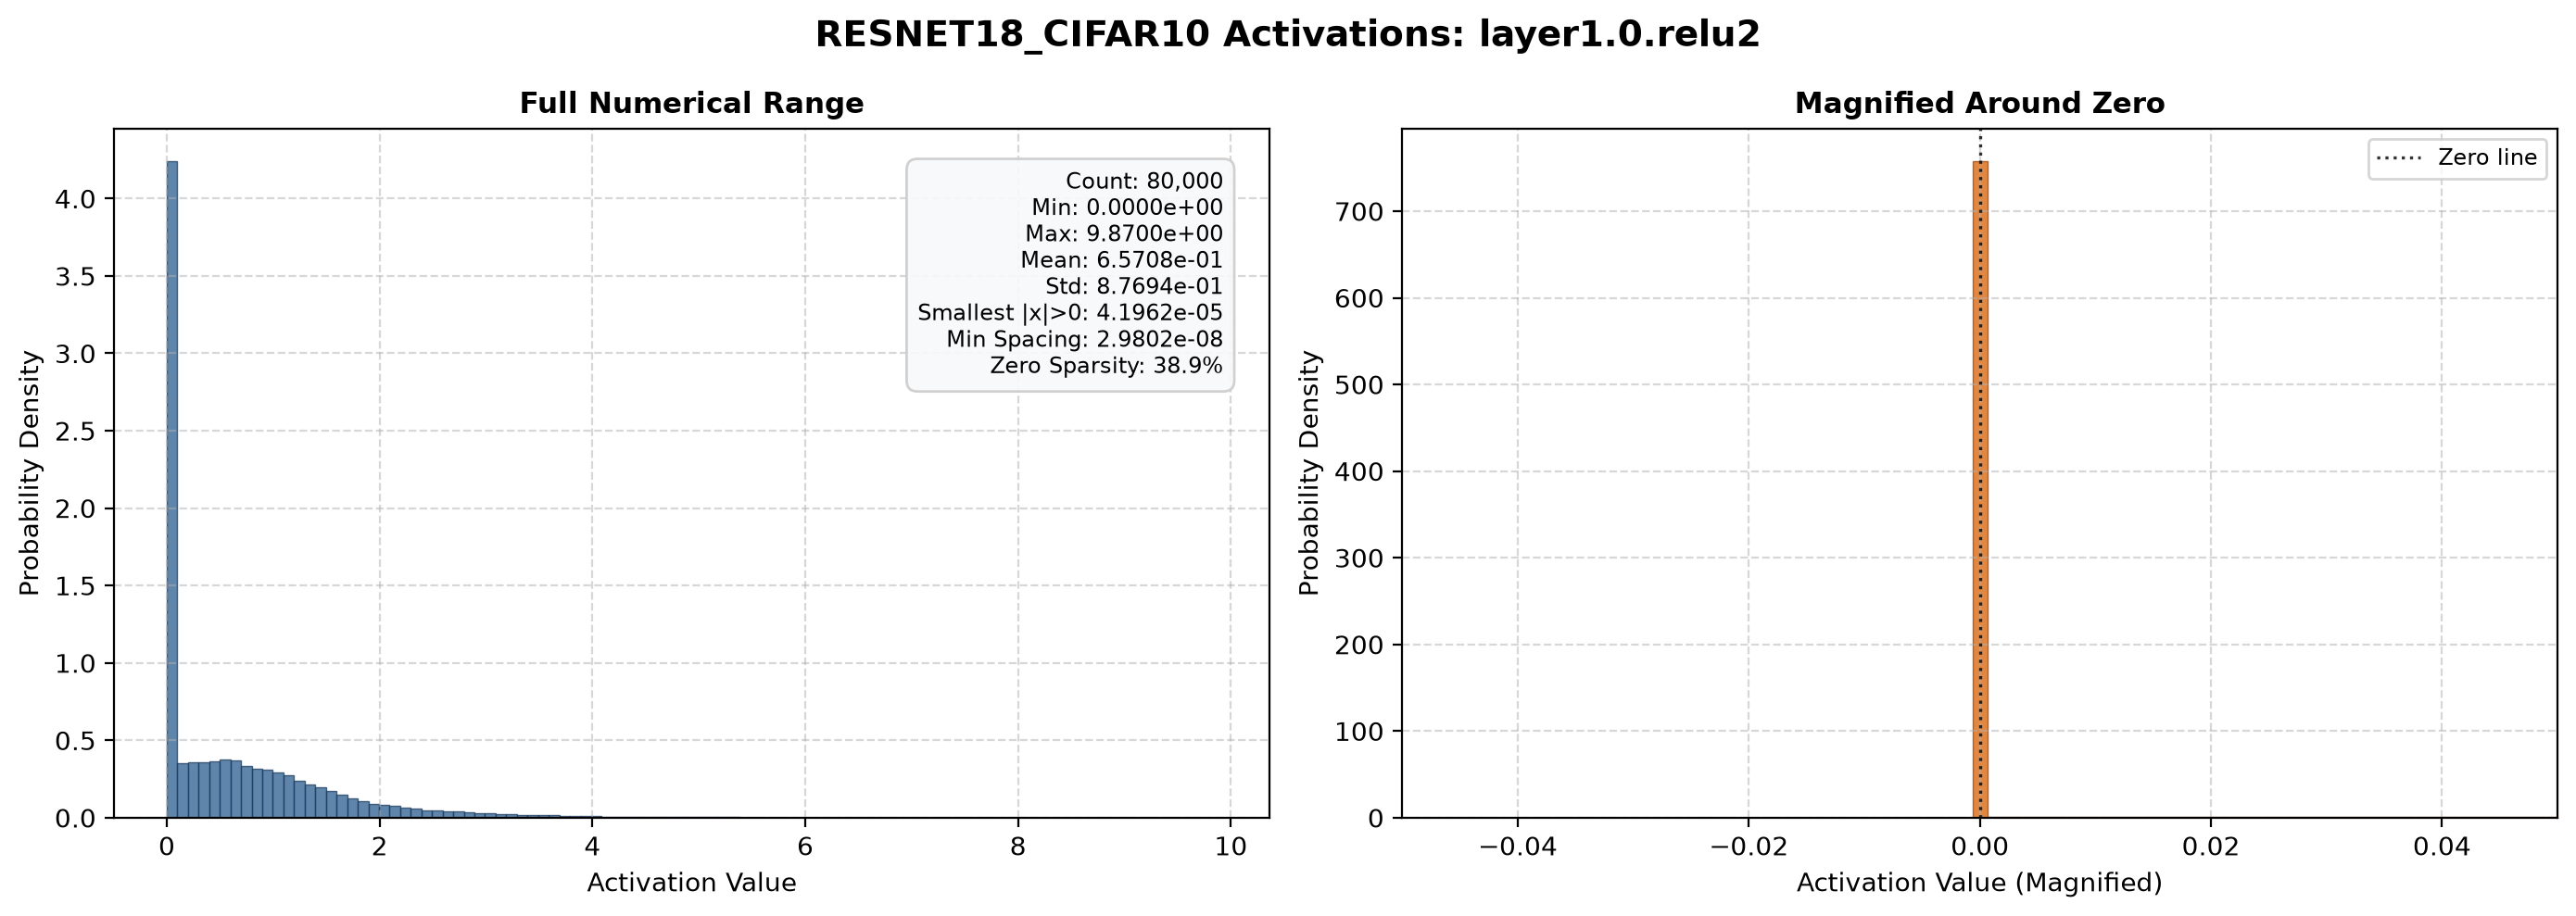 RESNET18_CIFAR10 Activations: layer1.0.relu2
Full Numerical Range
Probability Density
4.0
3.5
3.0
2.5
2.0
1.5
1.0
0.5
0.0
0 2 4 6 8 10
Activation Value
Count: 80,000
Min: 0.0000e+00
Max: 9.8700e+00
Mean: 6.5708e-01
Std: 8.7694e-01
Smallest |x|>0: 4.1962e-05
Min Spacing: 2.9802e-08
Zero Sparsity: 38.9%
Magnified Around Zero
Probability Density
700
600
500
400
300
200
100
0
−0.04 −0.02 0.00 0.02 0.04
Activation Value (Magnified)
Zero line